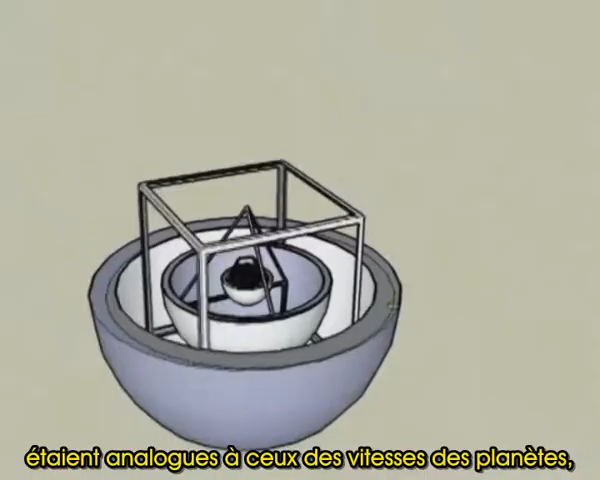 étaient analogues à ceux des vitesses des planètes,